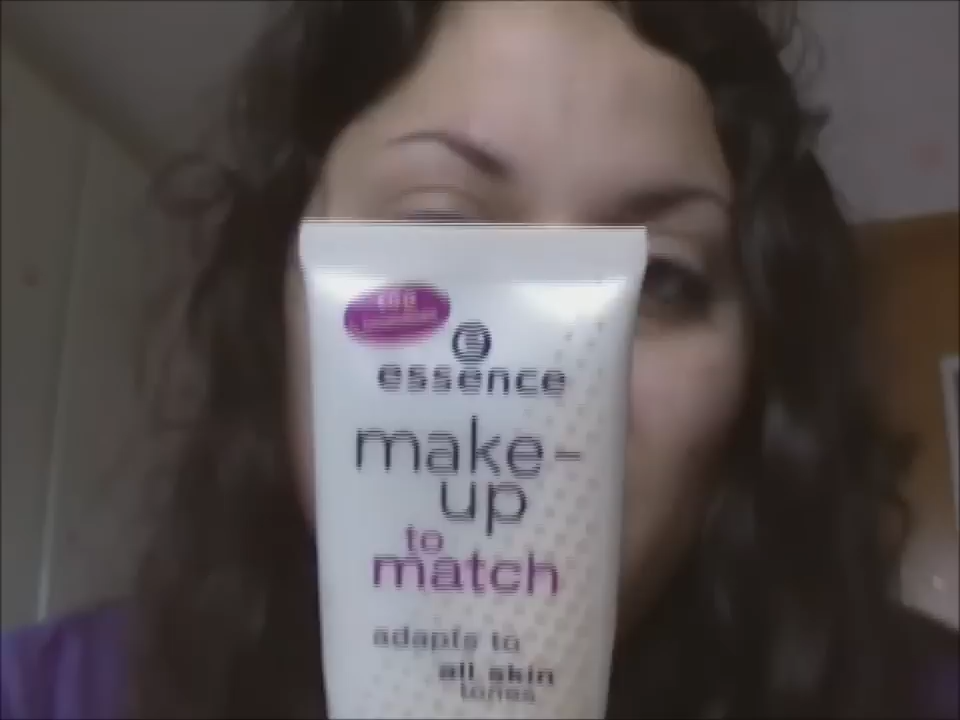 essence
make-
up
to
match
adapts to
all skin
tones